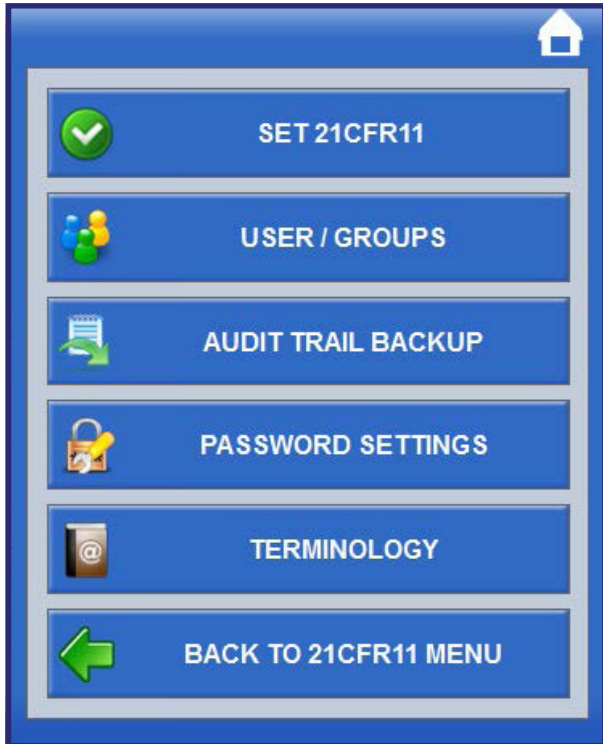 SET 21CFR11
USER / GROUPS
AUDIT TRAIL BACKUP
PASSWORD SETTINGS
@
TERMINOLOGY
BACK TO 21CFR11 MENU